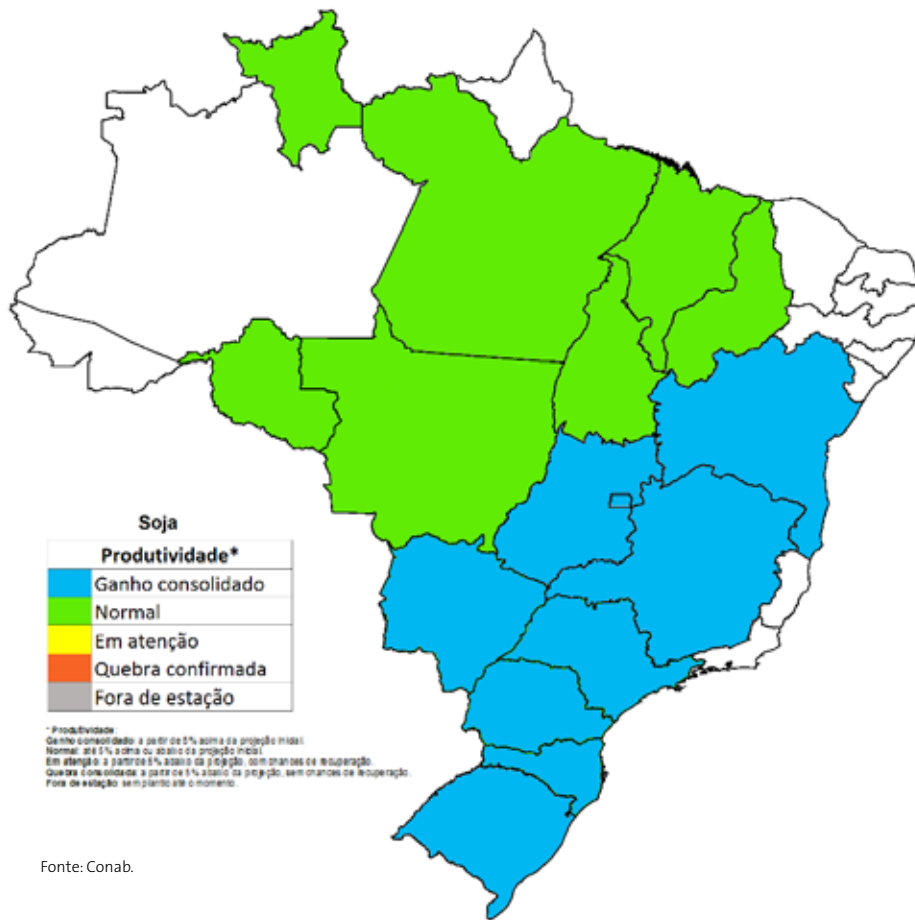 Soja
Produtividade*
Ganho consolidado
Normal
Em atenção
Quebra confirmada
Fora de estação
* Produtividade:
Ganho consolidado: a partir de 5% acima da projeção inicial.
Normal: até 5% acima ou abaixo da projeção inicial.
Em atenção: a partir de 5% abaixo da projeção, com chances de recuperação.
Quebra consolidada: a partir de 5% abaixo da projeção, sem chances de recuperação.
Fora de estação: sem plantio até o momento.
Fonte: Conab.